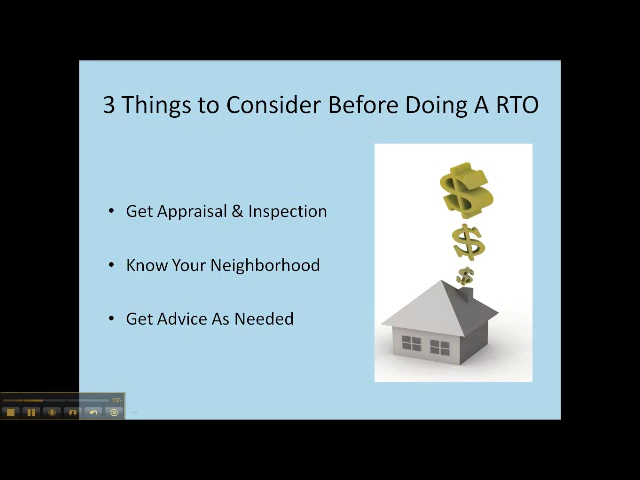 3 Things to Consider Before Doing A RTO
• Get Appraisal & Inspection
• Know Your Neighborhood
• Get Advice As Needed